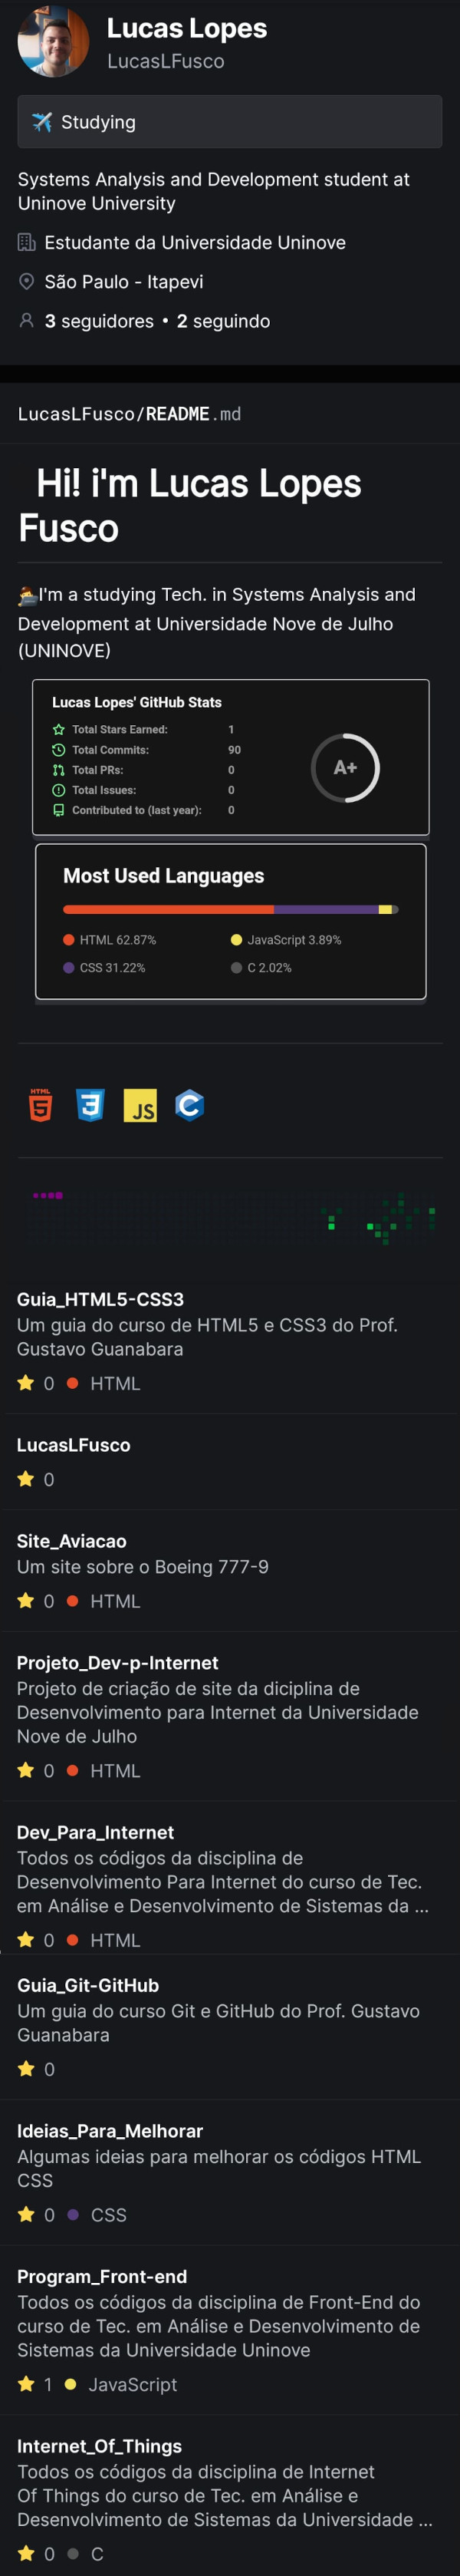 Lucas Lopes
LucasLFusco
Studying
Systems Analysis and Development student at
Uninove University
Estudante da Universidade Uninove
São Paulo - Itapevi
3 seguidores • 2 seguindo
LucasLFusco/README.md
Hi! i'm Lucas Lopes
Fusco
I'm a studying Tech. in Systems Analysis and
Development at Universidade Nove de Julho
(UNINOVE)
Lucas Lopes' GitHub Stats
Total Stars Earned: 1
Total Commits: 90
Total PRs: 0
Total Issues: 0
Contributed to (last year): 0
A+
Most Used Languages
HTML 62.87% JavaScript 3.89%
CSS 31.22% C 2.02%
HTML
5 3 JS C
Guia_HTML5-CSS3
Um guia do curso de HTML5 e CSS3 do Prof.
Gustavo Guanabara
0 HTML
LucasLFusco
0
Site_Aviacao
Um site sobre o Boeing 777-9
0 HTML
Projeto_Dev-p-Internet
Projeto de criação de site da diciplina de
Desenvolvimento para Internet da Universidade
Nove de Julho
0 HTML
Dev_Para_Internet
Todos os códigos da disciplina de
Desenvolvimento Para Internet do curso de Tec.
em Análise e Desenvolvimento de Sistemas da ...
0 HTML
Guia_Git-GitHub
Um guia do curso Git e GitHub do Prof. Gustavo
Guanabara
0
Ideias_Para_Melhorar
Algumas ideias para melhorar os códigos HTML
CSS
0 CSS
Program_Front-end
Todos os códigos da disciplina de Front-End do
curso de Tec. em Análise e Desenvolvimento de
Sistemas da Universidade Uninove
1 JavaScript
Internet_Of_Things
Todos os códigos da disciplina de Internet
Of Things do curso de Tec. em Análise e
Desenvolvimento de Sistemas da Universidade ...
0 C